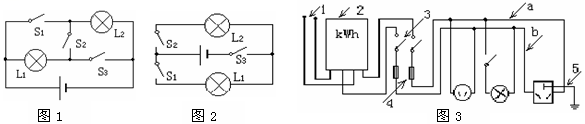 S₁
L₂
S₂
L₁
S₃
图1
S₂
L₂
S₃
S₁
L₁
图2
1
2
3
a
kWh
b
4
5
图3